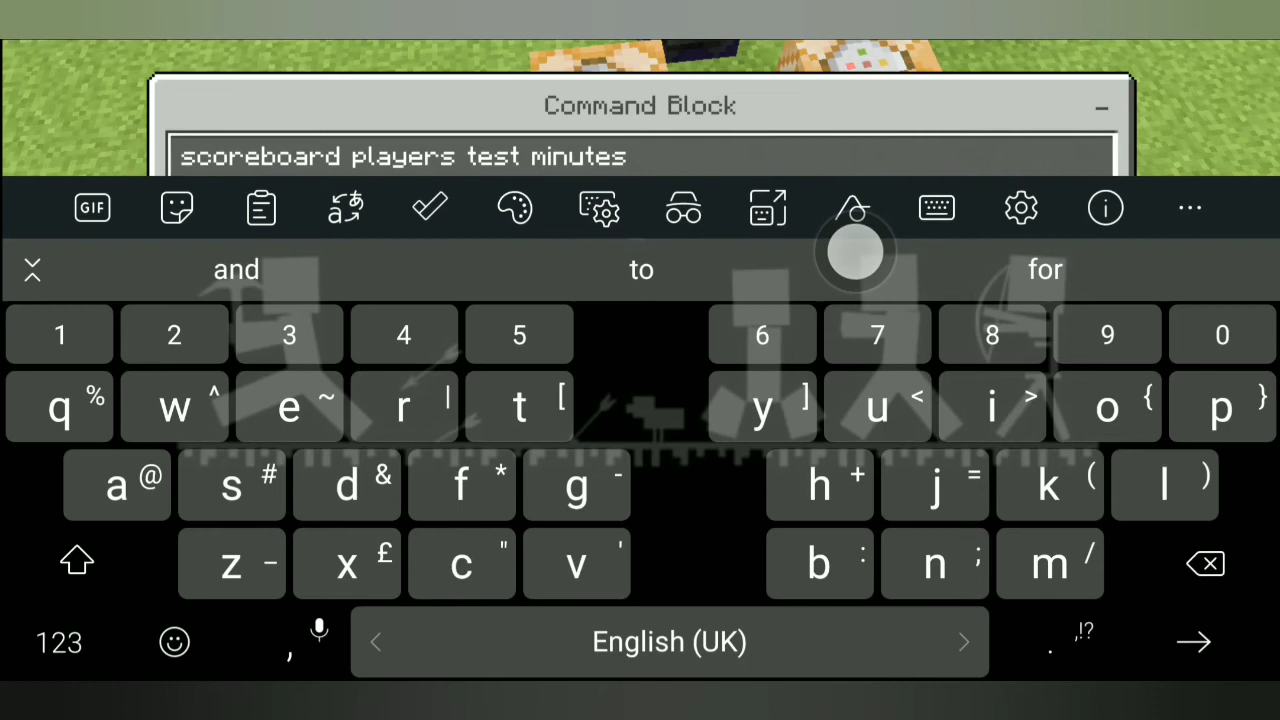 Command Block
scoreboard players test minutes
GIF
and to for
1 2 3 4 5 6 7 8 9 0
q % w ^ e ~ r | t [ y ] u < i > o { p }
a @ s # d & f * g - h + j = k ( l )
z _ x £ c " v ' b : n ; m /
123 , English (UK) . ,!?